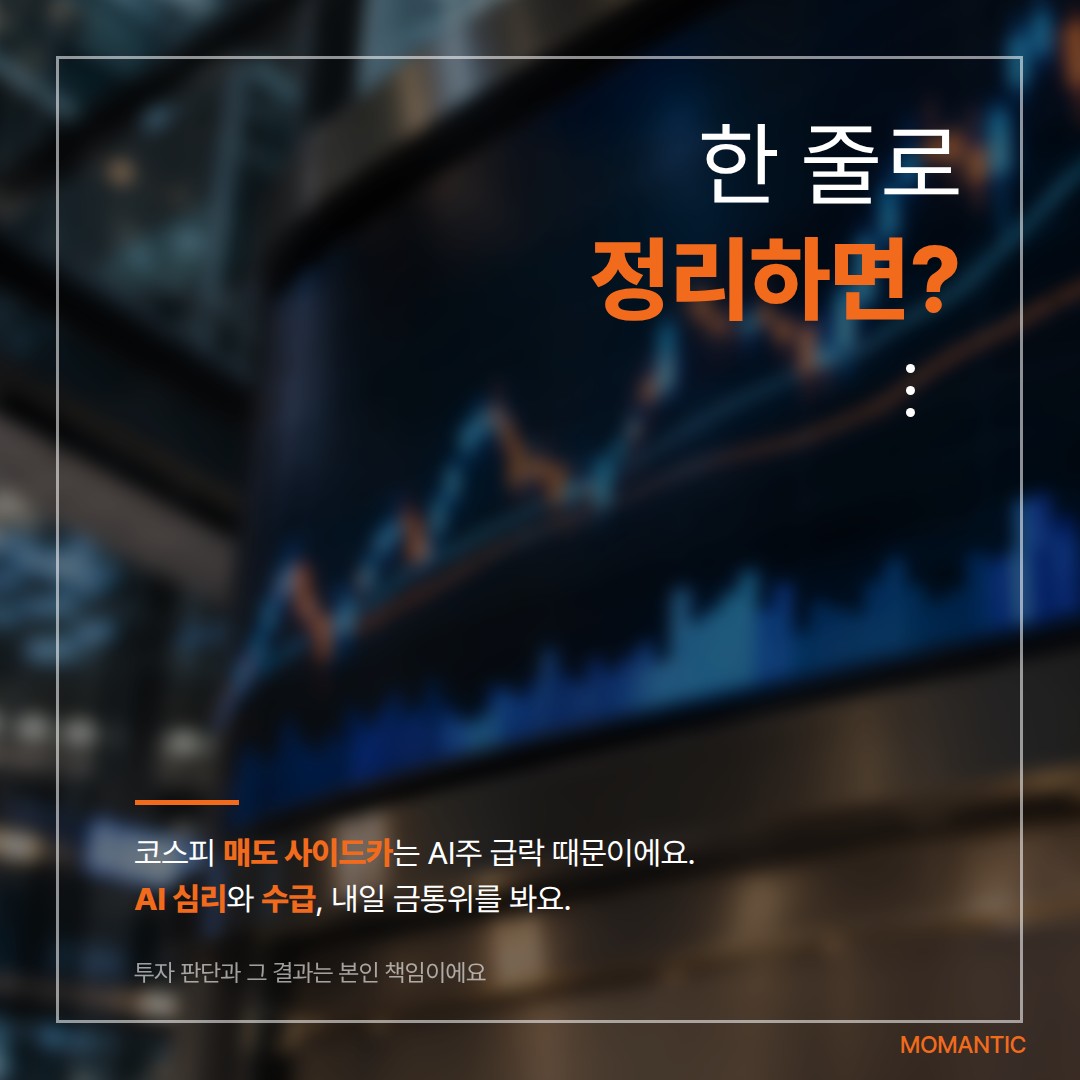 한 줄로
정리하면?
코스피 매도 사이드카는 AI주 급락 때문이에요.
AI 심리와 수급, 내일 금통위를 봐요.
투자 판단과 그 결과는 본인 책임이에요
MOMANTIC